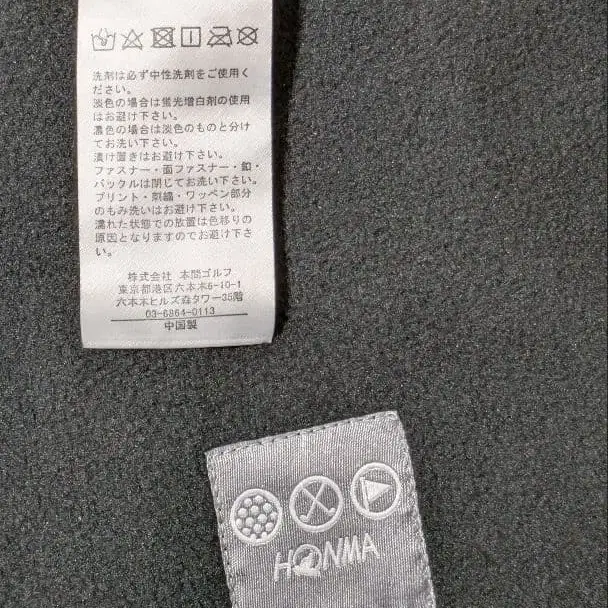 洗剤は必ず中性洗剤をご使用く
ださい。
淡色の場合は蛍光増白剤の使用
はお避け下さい。
濃色の場合は淡色のものと分け
てお洗い下さい。
漬け置きはお避け下さい。
ファスナー・面ファスナー・釦・
バックルは閉じてお洗い下さい。
プリント・刺繍・ワッペン部分
のもみ洗いはお避け下さい。
濡れた状態での放置は色移りの
原因となりますのでお避け下さ
い。
株式会社 本間ゴルフ
東京都港区六本木6-10-1
六本木ヒルズ森タワー35階
03-6864-0113
中国製
HONMA